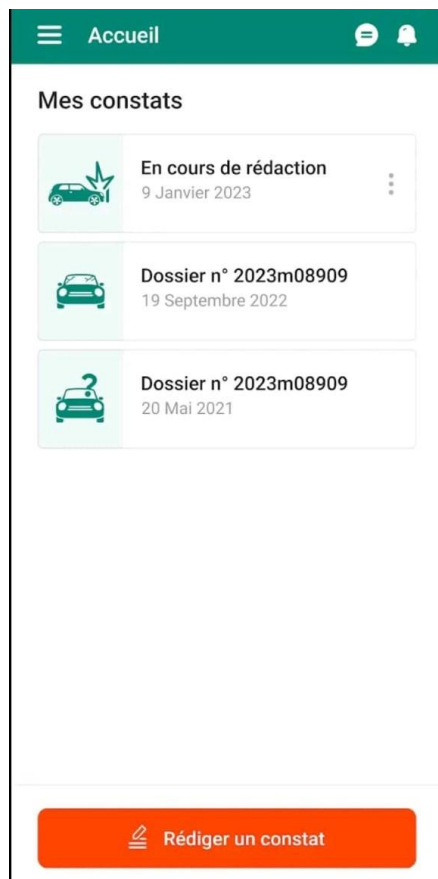 Accueil
Mes constats
En cours de rédaction
9 Janvier 2023
Dossier n° 2023m08909
19 Septembre 2022
Dossier n° 2023m08909
20 Mai 2021
Rédiger un constat